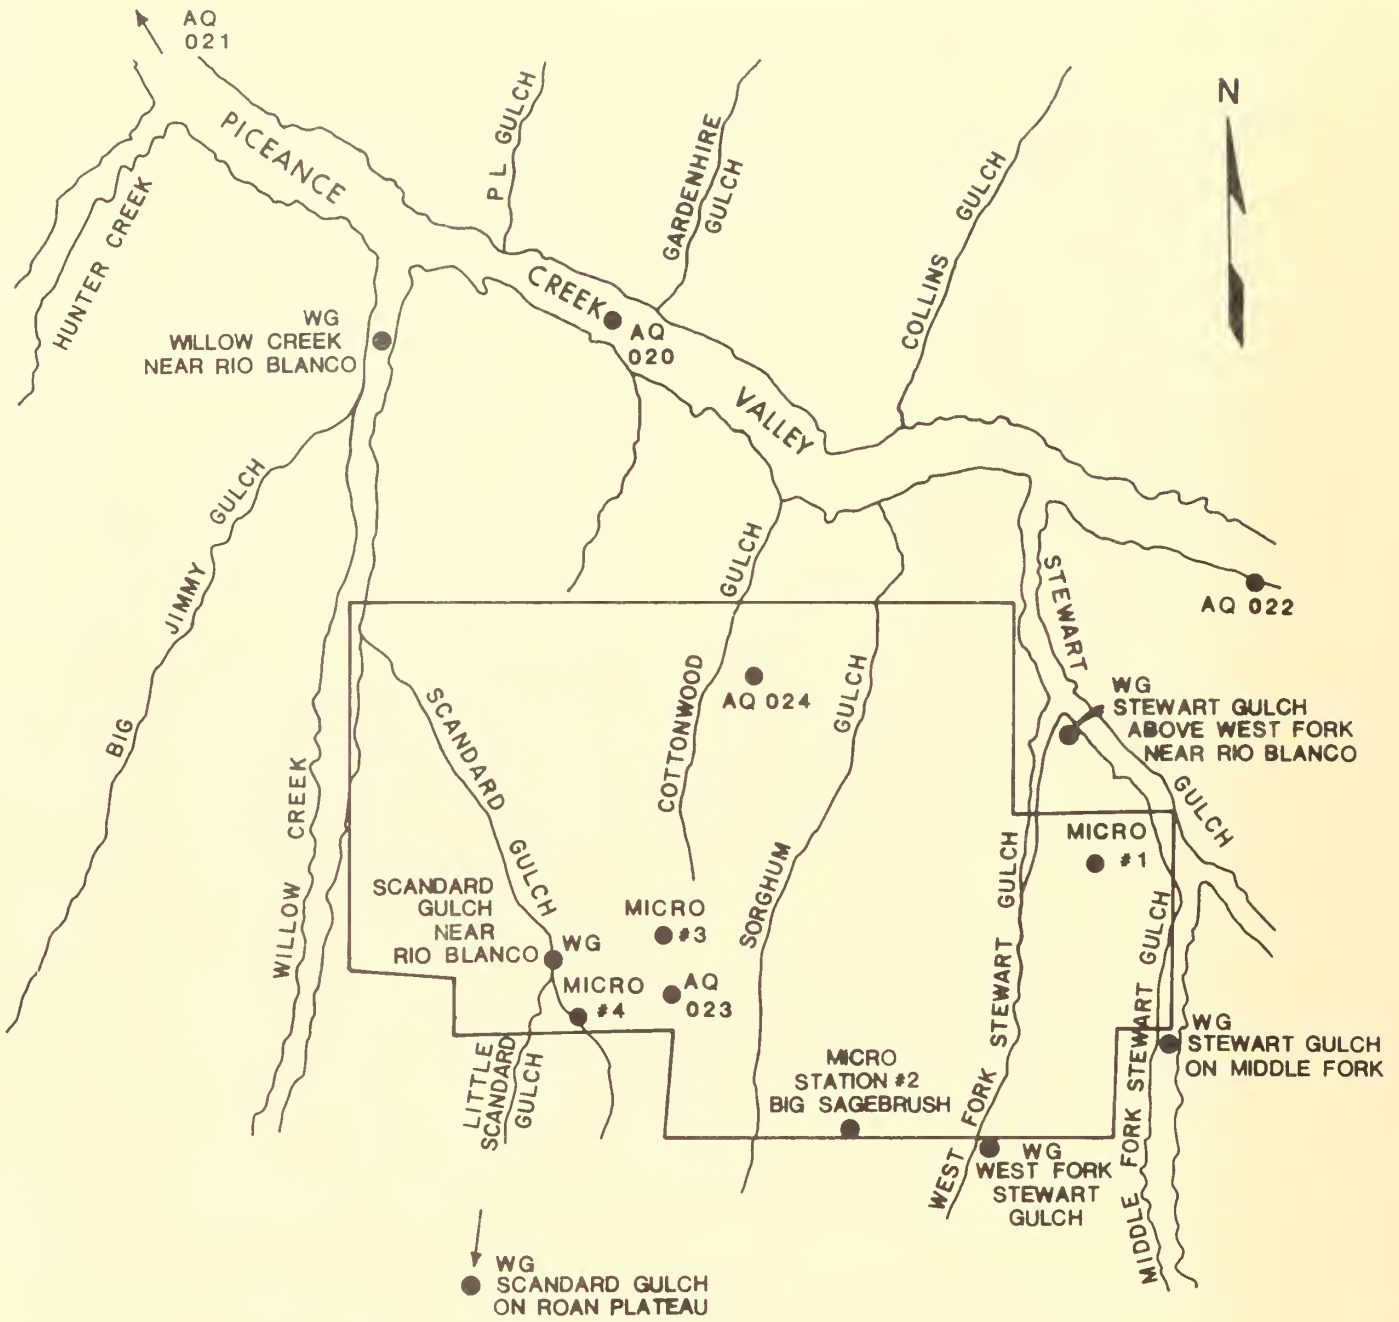 AQ
021
N
PICEANCE
CREEK
VALLEY
P L GULCH
GARDENHIRE
GULCH
COLLINS GULCH
HUNTER CREEK
WG
WILLOW CREEK
NEAR RIO BLANCO
AQ
020
BIG JIMMY GULCH
AQ 022
STEWART GULCH
COTTONWOOD GULCH
AQ 024
SORGHUM GULCH
SCANDARD GULCH
WILLOW CREEK
WG
STEWART GULCH
ABOVE WEST FORK
NEAR RIO BLANCO
MICRO
#1
SCANDARD
GULCH
NEAR
RIO BLANCO
WG
MICRO
#3
MICRO
#4
AQ
023
WEST FORK STEWART GULCH
MIDDLE FORK STEWART GULCH
WG
STEWART GULCH
ON MIDDLE FORK
LITTLE
SCANDARD
GULCH
MICRO
STATION #2
BIG SAGEBRUSH
WG
WEST FORK
STEWART
GULCH
WG
SCANDARD GULCH
ON ROAN PLATEAU